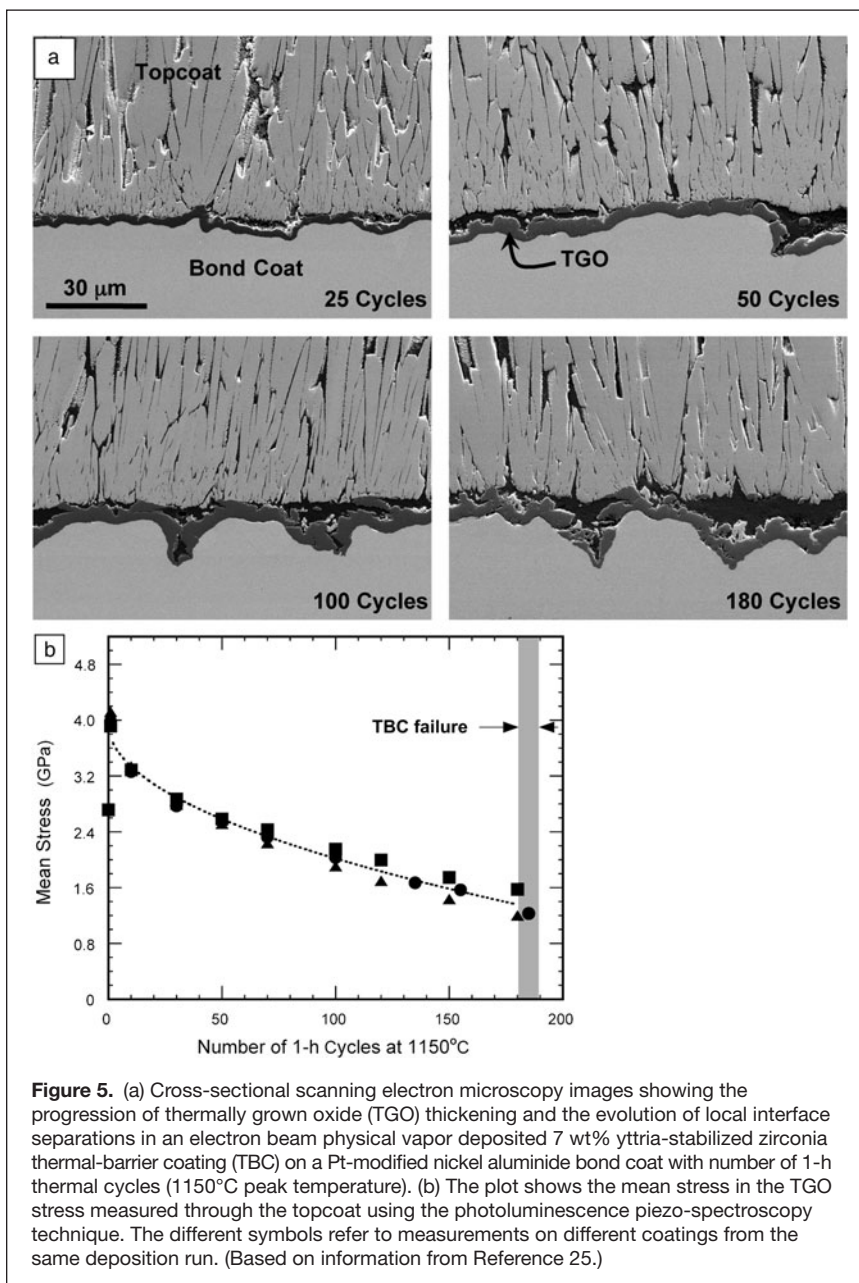 a
Topcoat
Bond Coat
30 μm
25 Cycles
TGO
50 Cycles
100 Cycles
180 Cycles
b
4.8
4.0
3.2
2.4
1.6
0.8
0
Mean Stress (GPa)
TBC failure
0 50 100 150 200
Number of 1-h Cycles at 1150°C
Figure 5. (a) Cross-sectional scanning electron microscopy images showing the
progression of thermally grown oxide (TGO) thickening and the evolution of local interface
separations in an electron beam physical vapor deposited 7 wt% yttria-stabilized zirconia
thermal-barrier coating (TBC) on a Pt-modified nickel aluminide bond coat with number of 1-h
thermal cycles (1150°C peak temperature). (b) The plot shows the mean stress in the TGO
stress measured through the topcoat using the photoluminescence piezo-spectroscopy
technique. The different symbols refer to measurements on different coatings from the
same deposition run. (Based on information from Reference 25.)